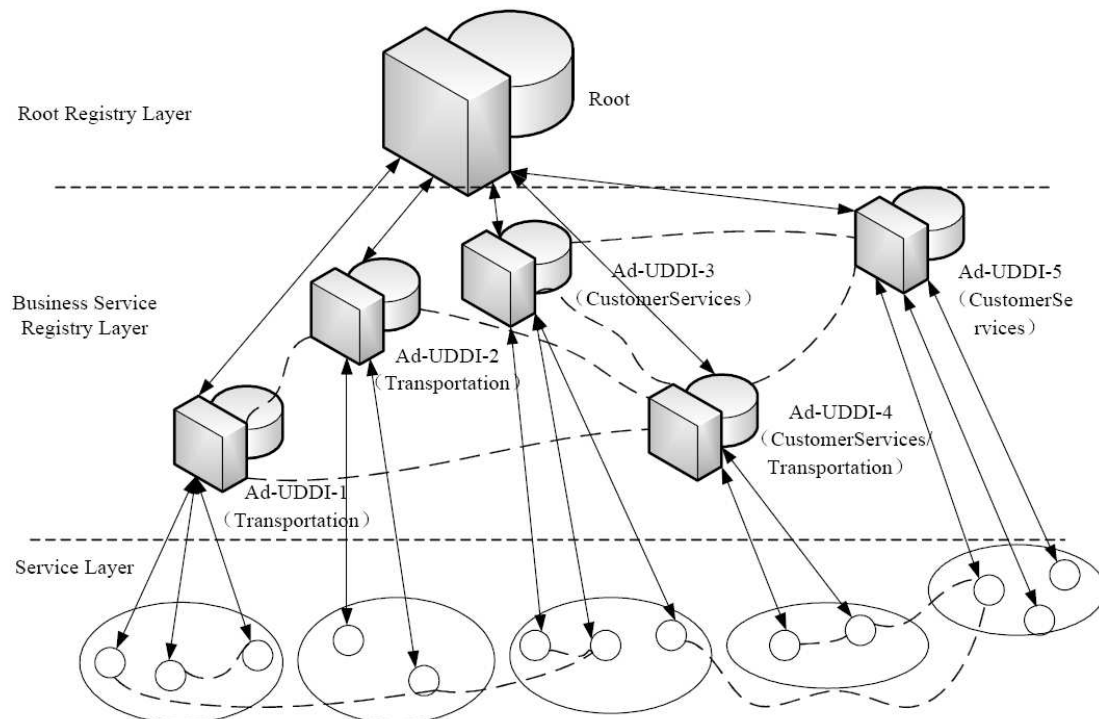 Root Registry Layer
Root
Business Service
Registry Layer
Ad-UDDI-3
（CustomerServices）
Ad-UDDI-5
（CustomerSe
rvices）
Ad-UDDI-2
（Transportation）
Ad-UDDI-4
（CustomerServices/
Transportation）
Ad-UDDI-1
（Transportation）
Service Layer